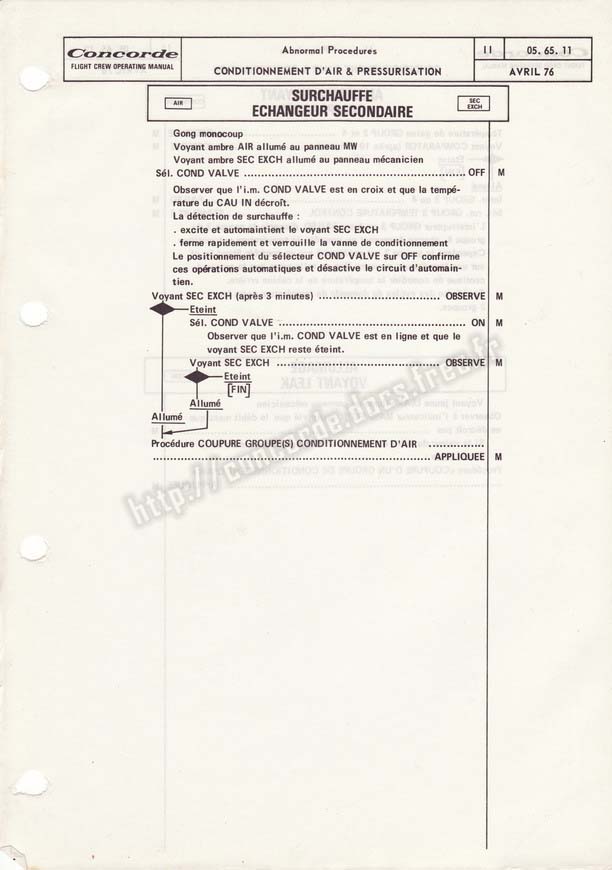 Concorde
FLIGHT CREW OPERATING MANUAL
Abnormal Procedures
CONDITIONNEMENT D'AIR & PRESSURISATION
11
05. 65. 11
AVRIL 76
AIR
SURCHAUFFE
ECHANGEUR SECONDAIRE
SEC
EXCH
Gong monocoup
Voyant ambre AIR allumé au panneau MW
Voyant ambre SEC EXCH allumé au panneau mécanicien
Sél. COND VALVE ........................ OFF M
Observer que l'i.m. COND VALVE est en croix et que la tempé-
rature du CAU IN décroît.
La détection de surchauffe :
. excite et automaintient le voyant SEC EXCH
. ferme rapidement et verrouille la vanne de conditionnement
Le positionnement du sélecteur COND VALVE sur OFF confirme
ces opérations automatiques et désactive le circuit d'automain-
tien.
Voyant SEC EXCH (après 3 minutes) ........................ OBSERVE M
Eteint
Sél. COND VALVE ........................ ON M
Observer que l'i.m. COND VALVE est en ligne et que le
voyant SEC EXCH reste éteint.
Voyant SEC EXCH ........................ OBSERVE M
Eteint
[FIN]
Allumé
Allumé
Procédure COUPURE GROUPE(S) CONDITIONNEMENT D'AIR ...............
........................ APPLIQUEE M
http://concorde.docs.free.fr